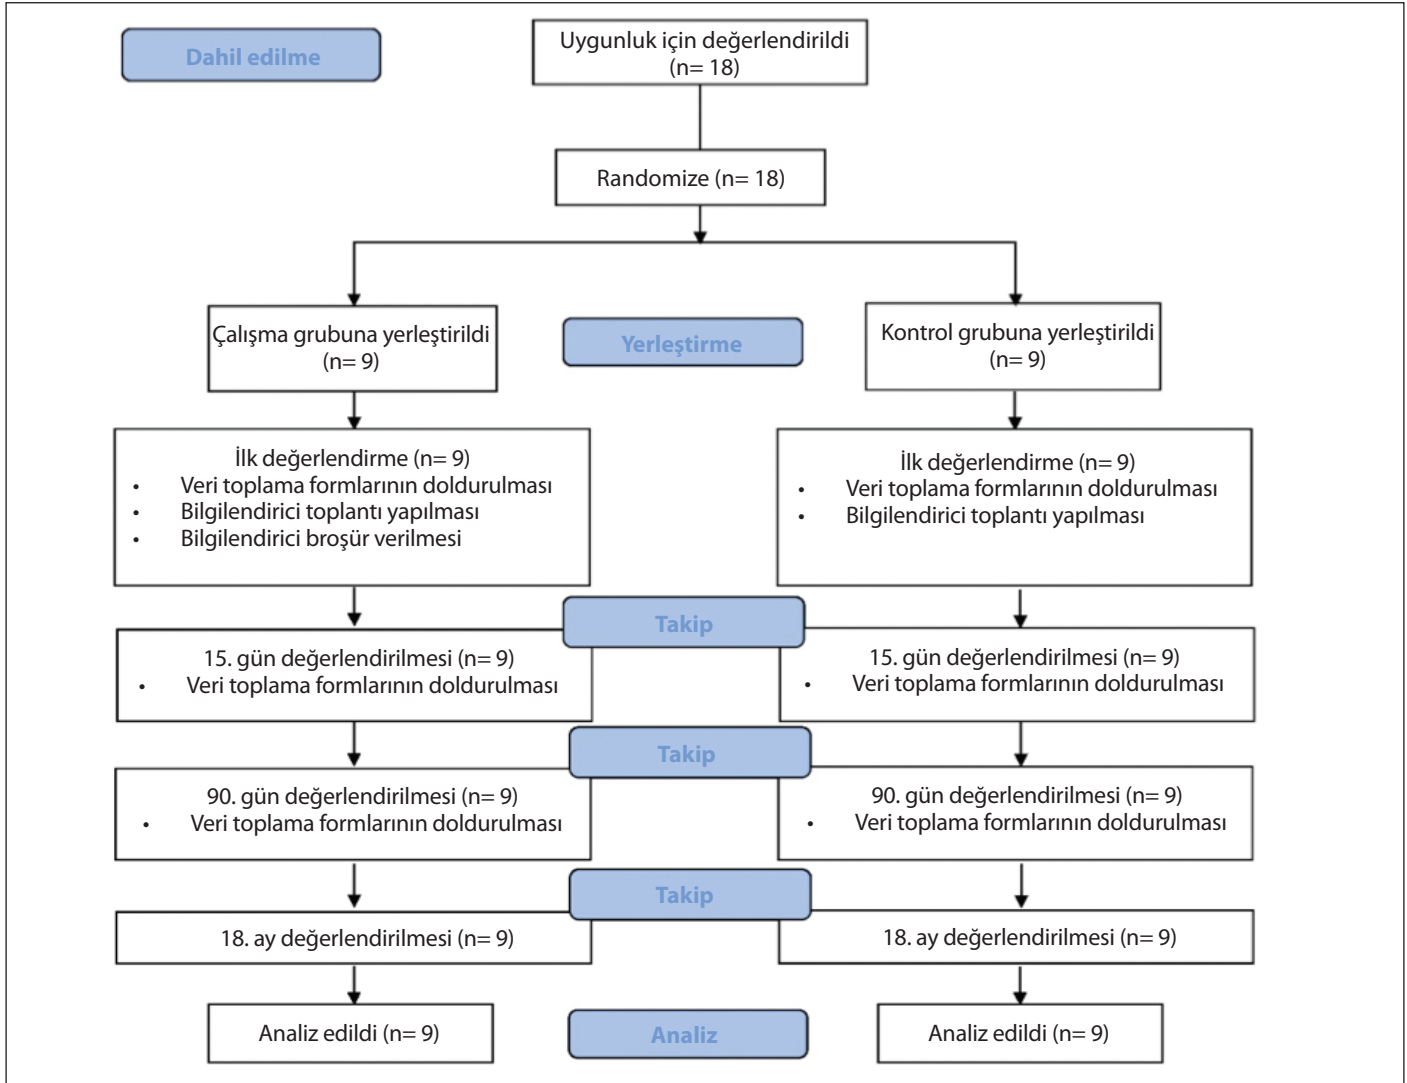 Dahil edilme
Uygunluk için değerlendirildi
(n= 18)
Randomize (n= 18)
Çalışma grubuna yerleştirildi
(n= 9)
Yerleştirme
Kontrol grubuna yerleştirildi
(n= 9)
İlk değerlendirme (n= 9)
• Veri toplama formlarının doldurulması
• Bilgilendirici toplantı yapılması
• Bilgilendirici broşür verilmesi
İlk değerlendirme (n= 9)
• Veri toplama formlarının doldurulması
• Bilgilendirici toplantı yapılması
Takip
15. gün değerlendirilmesi (n= 9)
• Veri toplama formlarının doldurulması
15. gün değerlendirilmesi (n= 9)
• Veri toplama formlarının doldurulması
Takip
90. gün değerlendirilmesi (n= 9)
• Veri toplama formlarının doldurulması
90. gün değerlendirilmesi (n= 9)
• Veri toplama formlarının doldurulması
Takip
18. ay değerlendirilmesi (n= 9)
18. ay değerlendirilmesi (n= 9)
Analiz edildi (n= 9)
Analiz
Analiz edildi (n= 9)